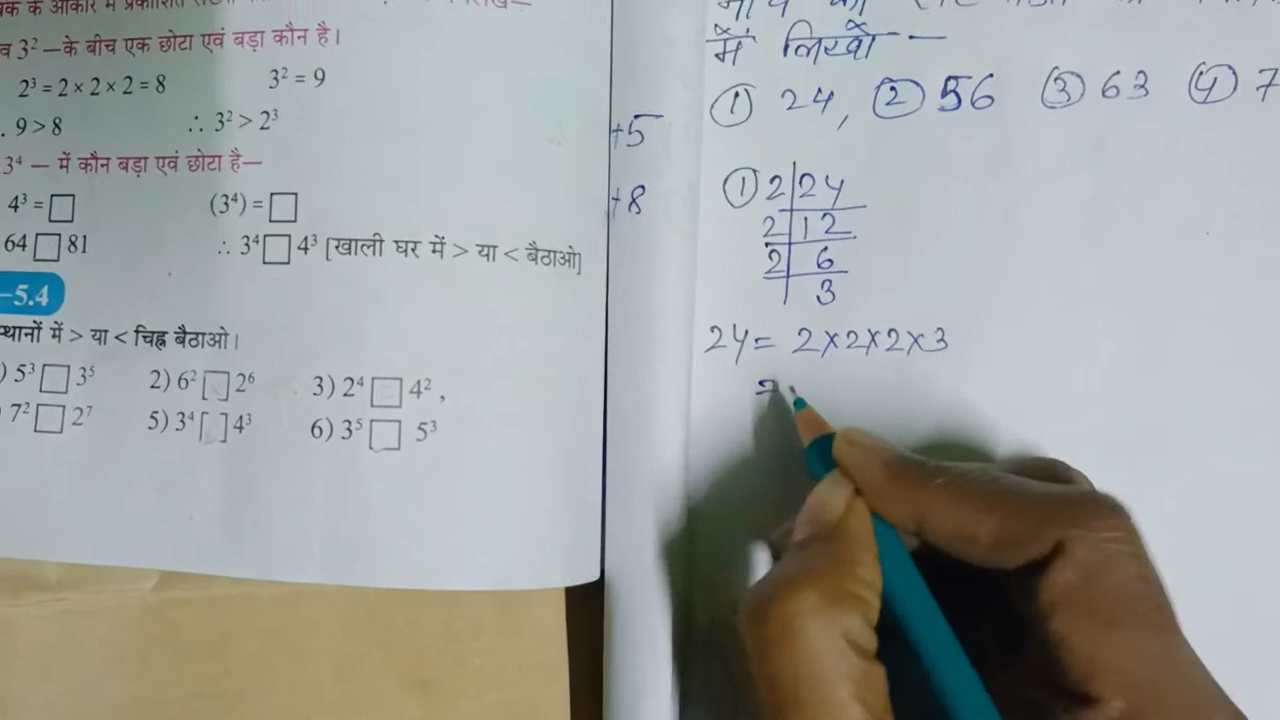 के आकार में प्रकाशित
व 3² —के बीच एक छोटा एवं बड़ा कौन है।
2³ = 2 × 2 × 2 = 8 3² = 9
. 9 > 8 ∴ 3² > 2³
3⁴ — में कौन बड़ा एवं छोटा है—
4³ = □ (3⁴) = □
64 □ 81 ∴ 3⁴ □ 4³ [खाली घर में > या < बैठाओ]
–5.4
स्थानों में > या < चिह्न बैठाओ।
) 5³ □ 3⁵ 2) 6² □ 2⁶ 3) 2⁴ □ 4² ,
7² □ 2⁷ 5) 3⁴ [ ] 4³ 6) 3⁵ □ 5³
+5
+8
में लिखो —
① 24, ② 56 ③ 63 ④ 7
① 2 | 24
2 | 12
2 | 6
3
24 = 2×2×2×3
=